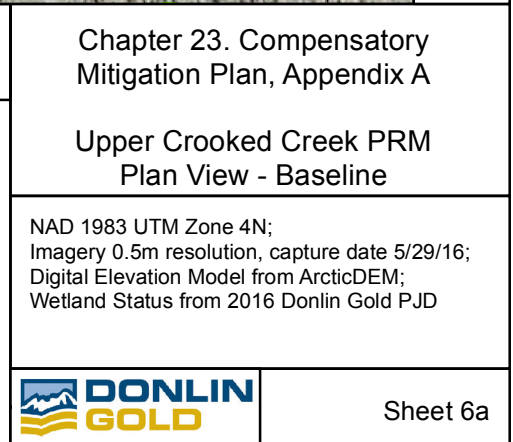 Chapter 23. Compensatory
Mitigation Plan, Appendix A
Upper Crooked Creek PRM
Plan View - Baseline
NAD 1983 UTM Zone 4N;
Imagery 0.5m resolution, capture date 5/29/16;
Digital Elevation Model from ArcticDEM;
Wetland Status from 2016 Donlin Gold PJD
DONLIN
GOLD
Sheet 6a